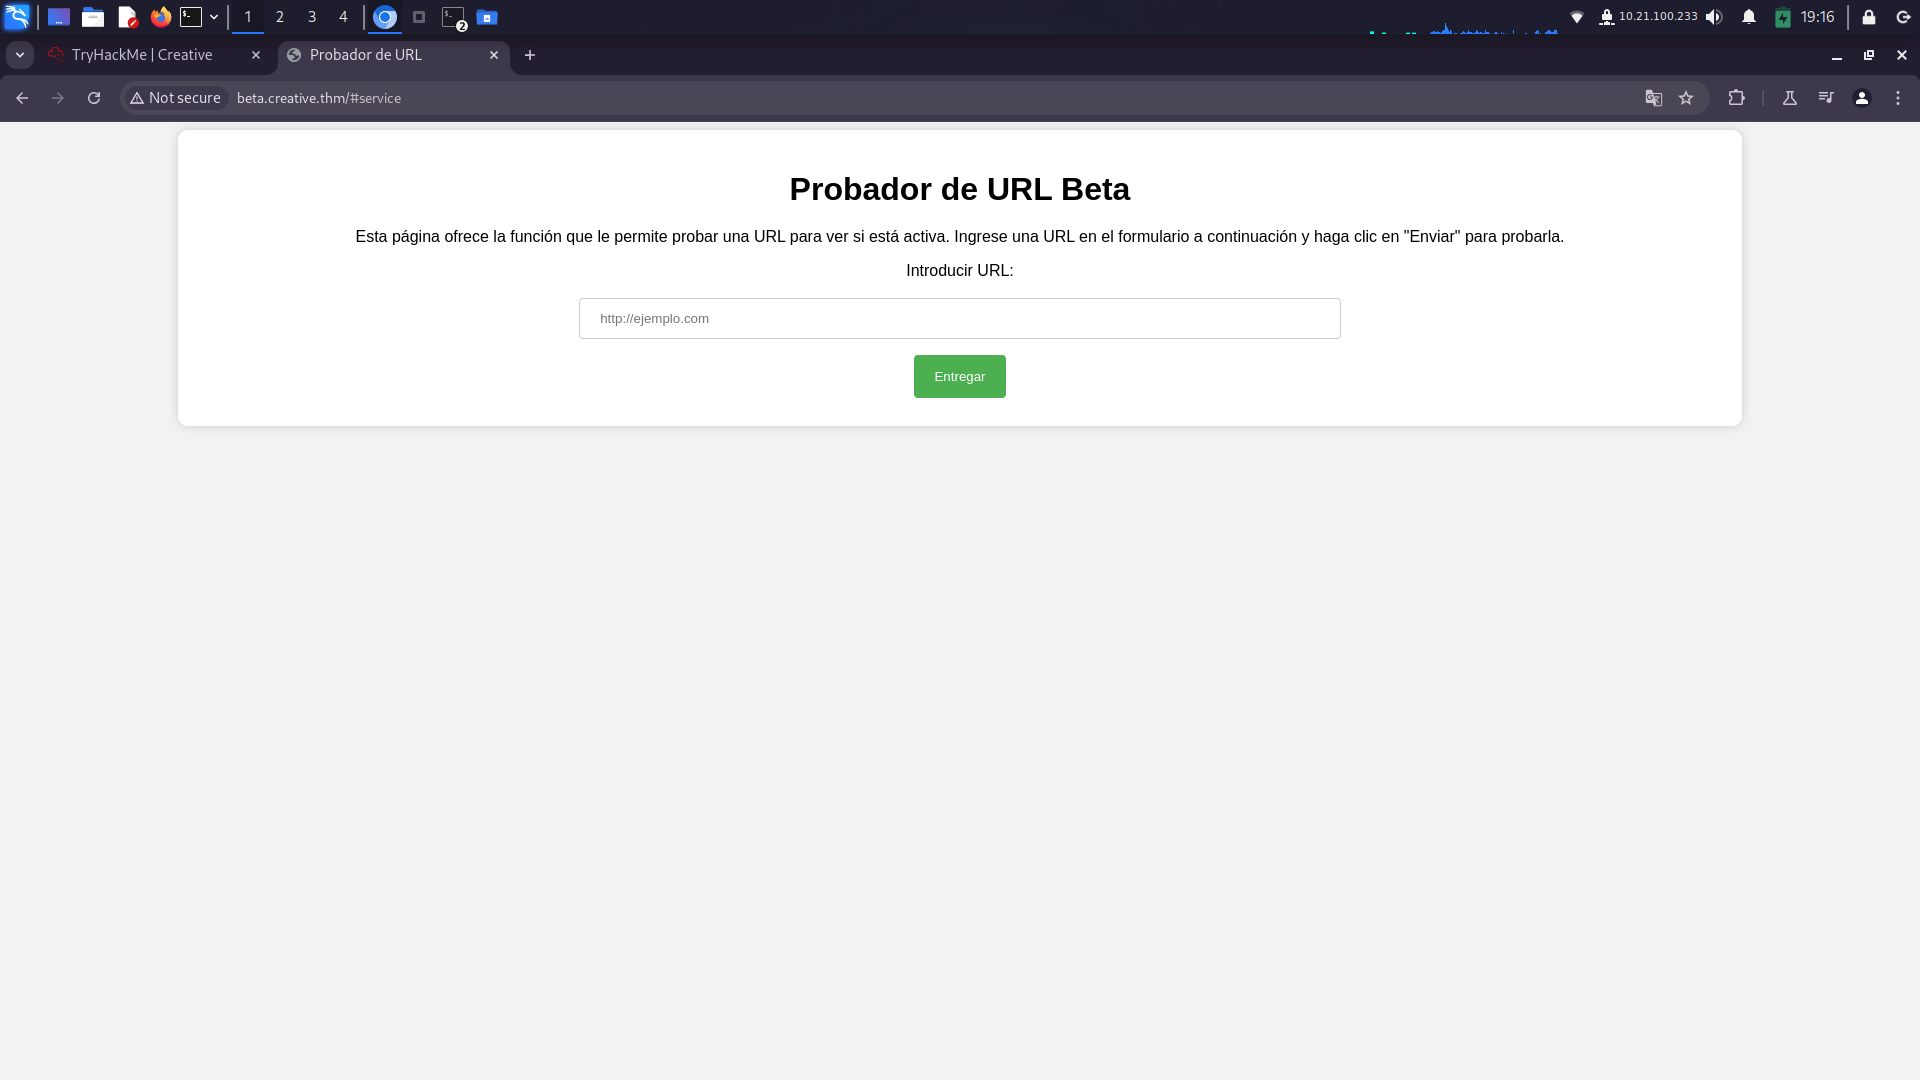 1 2 3 4 2 10.21.100.233 19:16
TryHackMe | Creative Probador de URL
Not secure beta.creative.thm/#service
Probador de URL Beta
Esta página ofrece la función que le permite probar una URL para ver si está activa. Ingrese una URL en el formulario a continuación y haga clic en "Enviar" para probarla.
Introducir URL:
http://ejemplo.com
Entregar